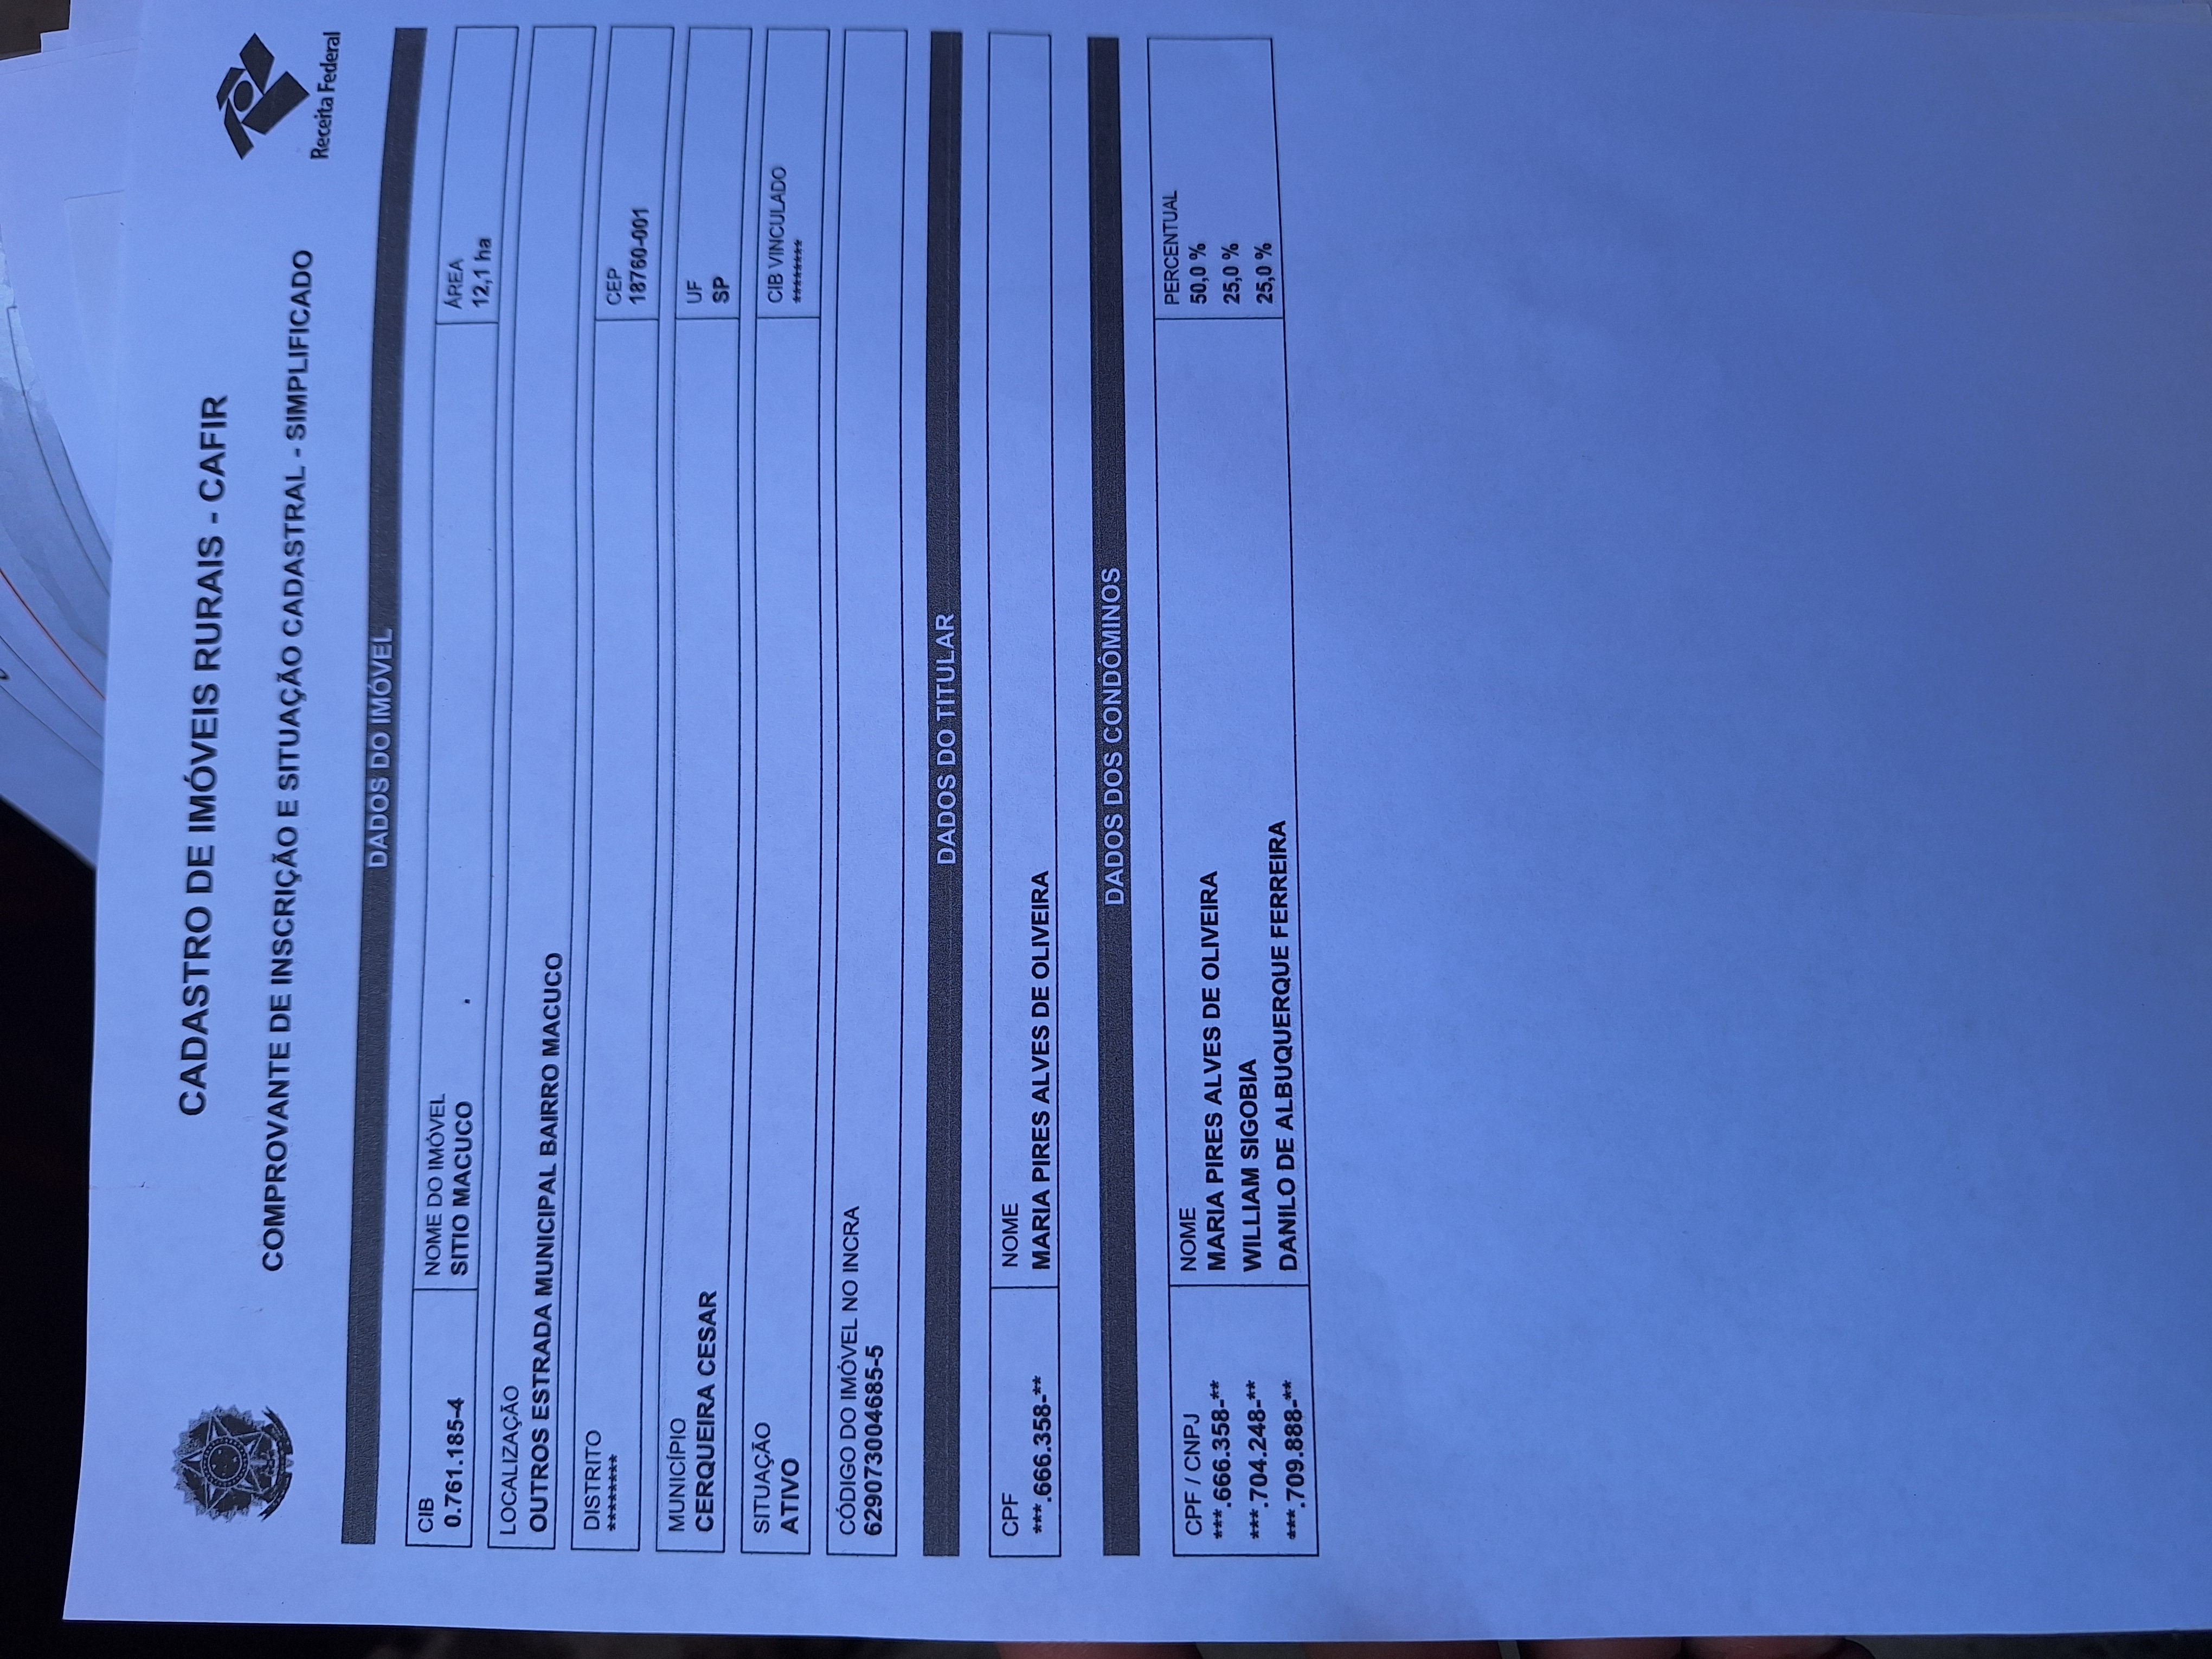 CADASTRO DE IMÓVEIS RURAIS - CAFIR
COMPROVANTE DE INSCRIÇÃO E SITUAÇÃO CADASTRAL - SIMPLIFICADO
Receita Federal
DADOS DO IMÓVEL
CIB
0.761.185-4
NOME DO IMÓVEL
SITIO MACUCO
ÁREA
12,1 ha
LOCALIZAÇÃO
OUTROS ESTRADA MUNICIPAL BAIRRO MACUCO
DISTRITO
********
CEP
18760-001
MUNICÍPIO
CERQUEIRA CESAR
UF
SP
SITUAÇÃO
ATIVO
CIB VINCULADO
********
CÓDIGO DO IMÓVEL NO INCRA
629073004685-5
DADOS DO TITULAR
CPF
***.666.358-**
NOME
MARIA PIRES ALVES DE OLIVEIRA
DADOS DOS CONDÔMINOS
CPF / CNPJ NOME PERCENTUAL
***.666.358-** MARIA PIRES ALVES DE OLIVEIRA 50,0 %
***.704.248-** WILLIAM SIGOBIA 25,0 %
***.709.888-** DANILO DE ALBUQUERQUE FERREIRA 25,0 %